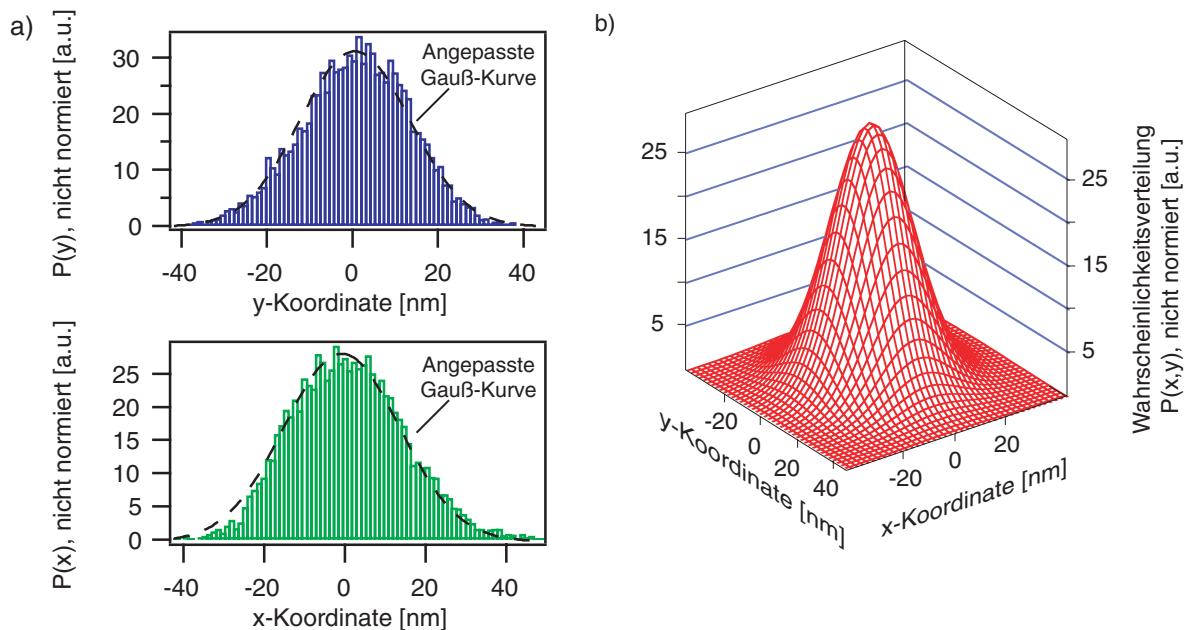 a)
P(y), nicht normiert [a.u.]
30
20
10
0
Angepasste
Gauß-Kurve
-40 -20 0 20 40
y-Koordinate [nm]
P(x), nicht normiert [a.u.]
25
20
15
10
5
0
Angepasste
Gauß-Kurve
-40 -20 0 20 40
x-Koordinate [nm]
b)
25
15
5
25
15
5
Wahrscheinlichkeitsverteilung
P(x,y), nicht normiert [a.u.]
-20 0 20 40
y-Koordinate [nm]
-20 0 20
x-Koordinate [nm]